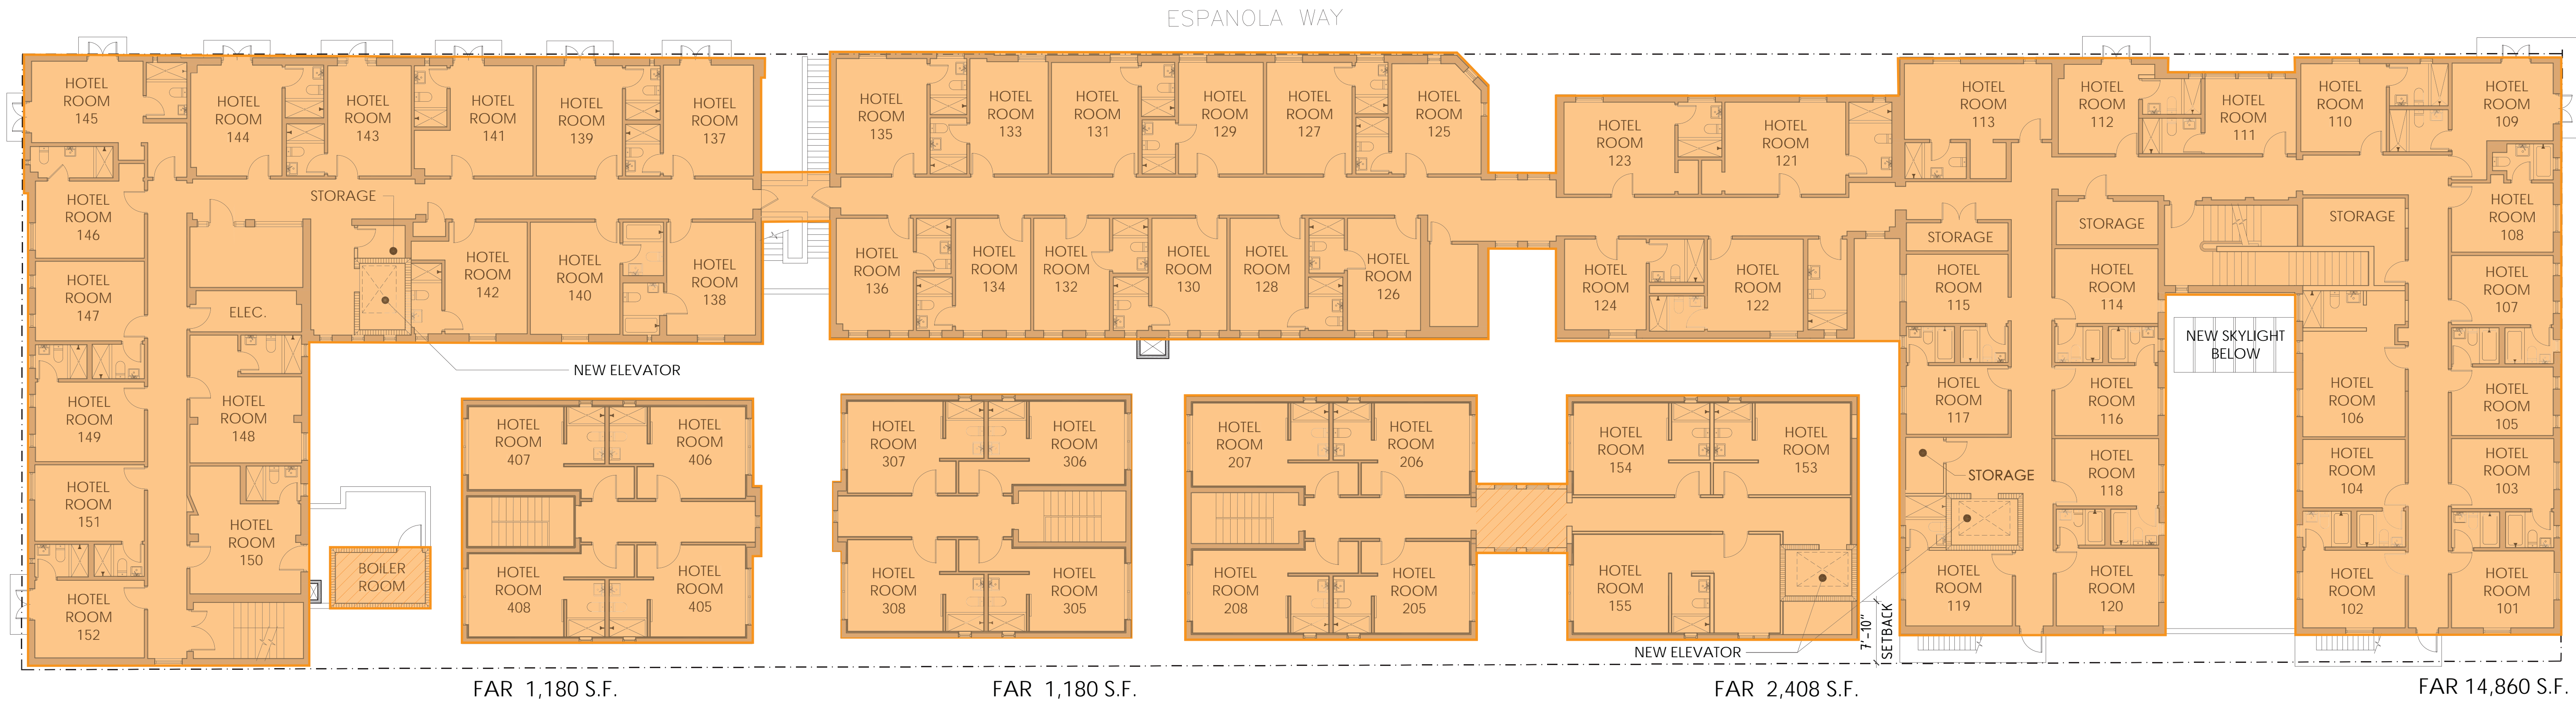 ESPANOLA WAY
HOTEL
ROOM
145
HOTEL
ROOM
144
HOTEL
ROOM
143
HOTEL
ROOM
141
HOTEL
ROOM
139
HOTEL
ROOM
137
HOTEL
ROOM
135
HOTEL
ROOM
133
HOTEL
ROOM
131
HOTEL
ROOM
129
HOTEL
ROOM
127
HOTEL
ROOM
125
HOTEL
ROOM
123
HOTEL
ROOM
121
HOTEL
ROOM
113
HOTEL
ROOM
112
HOTEL
ROOM
111
HOTEL
ROOM
110
HOTEL
ROOM
109
HOTEL
ROOM
146
STORAGE
HOTEL
ROOM
108
STORAGE
STORAGE
STORAGE
HOTEL
ROOM
147
ELEC.
HOTEL
ROOM
142
HOTEL
ROOM
140
HOTEL
ROOM
138
HOTEL
ROOM
136
HOTEL
ROOM
134
HOTEL
ROOM
132
HOTEL
ROOM
130
HOTEL
ROOM
128
HOTEL
ROOM
126
HOTEL
ROOM
124
HOTEL
ROOM
122
HOTEL
ROOM
115
HOTEL
ROOM
114
HOTEL
ROOM
107
NEW SKYLIGHT
BELOW
NEW ELEVATOR
HOTEL
ROOM
149
HOTEL
ROOM
148
HOTEL
ROOM
407
HOTEL
ROOM
406
HOTEL
ROOM
307
HOTEL
ROOM
306
HOTEL
ROOM
207
HOTEL
ROOM
206
HOTEL
ROOM
154
HOTEL
ROOM
153
HOTEL
ROOM
117
HOTEL
ROOM
116
HOTEL
ROOM
106
HOTEL
ROOM
105
HOTEL
ROOM
151
HOTEL
ROOM
150
STORAGE
HOTEL
ROOM
118
HOTEL
ROOM
104
HOTEL
ROOM
103
HOTEL
ROOM
152
BOILER
ROOM
HOTEL
ROOM
408
HOTEL
ROOM
405
HOTEL
ROOM
308
HOTEL
ROOM
305
HOTEL
ROOM
208
HOTEL
ROOM
205
HOTEL
ROOM
155
HOTEL
ROOM
119
HOTEL
ROOM
120
HOTEL
ROOM
102
HOTEL
ROOM
101
7'-10"
SETBACK
NEW ELEVATOR
FAR 1,180 S.F.
FAR 1,180 S.F.
FAR 2,408 S.F.
FAR 14,860 S.F.